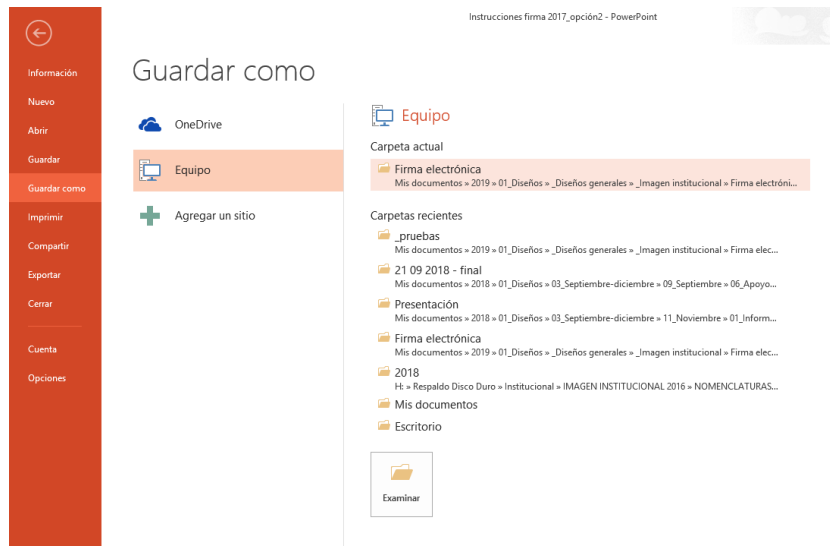 Instrucciones firma 2017_opción2 - PowerPoint
Información
Nuevo
Abrir
Guardar
Guardar como
Imprimir
Compartir
Exportar
Cerrar
Cuenta
Opciones
Guardar como
OneDrive
Equipo
Agregar un sitio
Equipo
Carpeta actual
Firma electrónica
Mis documentos » 2019 » 01_Diseños » _Diseños generales » _Imagen institucional » Firma electróni...
Carpetas recientes
_pruebas
Mis documentos » 2019 » 01_Diseños » _Diseños generales » _Imagen institucional » Firma elec...
21 09 2018 - final
Mis documentos » 2018 » 01_Diseños » 03_Septiembre-diciembre » 09_Septiembre » 06_Apoyo...
Presentación
Mis documentos » 2018 » 01_Diseños » 03_Septiembre-diciembre » 11_Noviembre » 01_Inform...
Firma electrónica
Mis documentos » 2019 » 01_Diseños » _Diseños generales » _Imagen institucional » Firma elec...
2018
H: » Respaldo Disco Duro » Institucional » IMAGEN INSTITUCIONAL 2016 » NOMENCLATURAS...
Mis documentos
Escritorio
Examinar